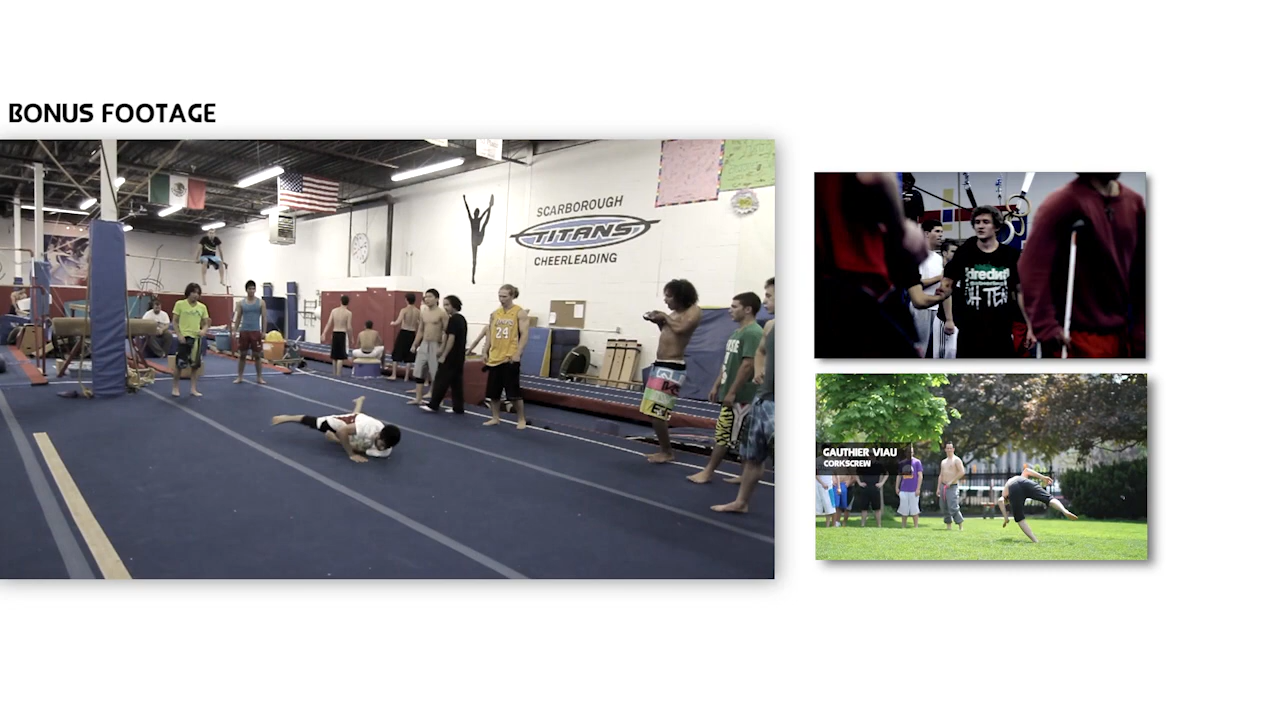 BONUS FOOTAGE
SCARBOROUGH
TITANS
CHEERLEADING
24
GAUTHIER VIAU
CORKSCREW